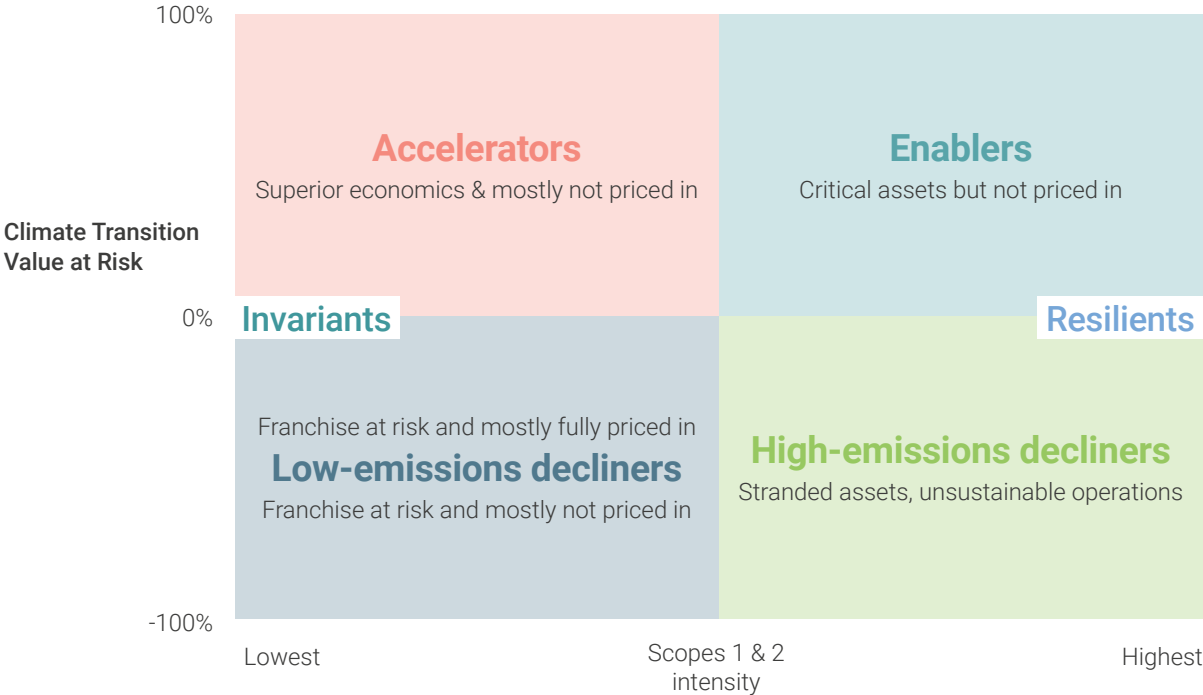 100%
Accelerators
Superior economics & mostly not priced in
Enablers
Critical assets but not priced in
Climate Transition
Value at Risk
0%
Invariants
Resilients
Franchise at risk and mostly fully priced in
Low-emissions decliners
Franchise at risk and mostly not priced in
High-emissions decliners
Stranded assets, unsustainable operations
-100%
Lowest
Scopes 1 & 2
intensity
Highest